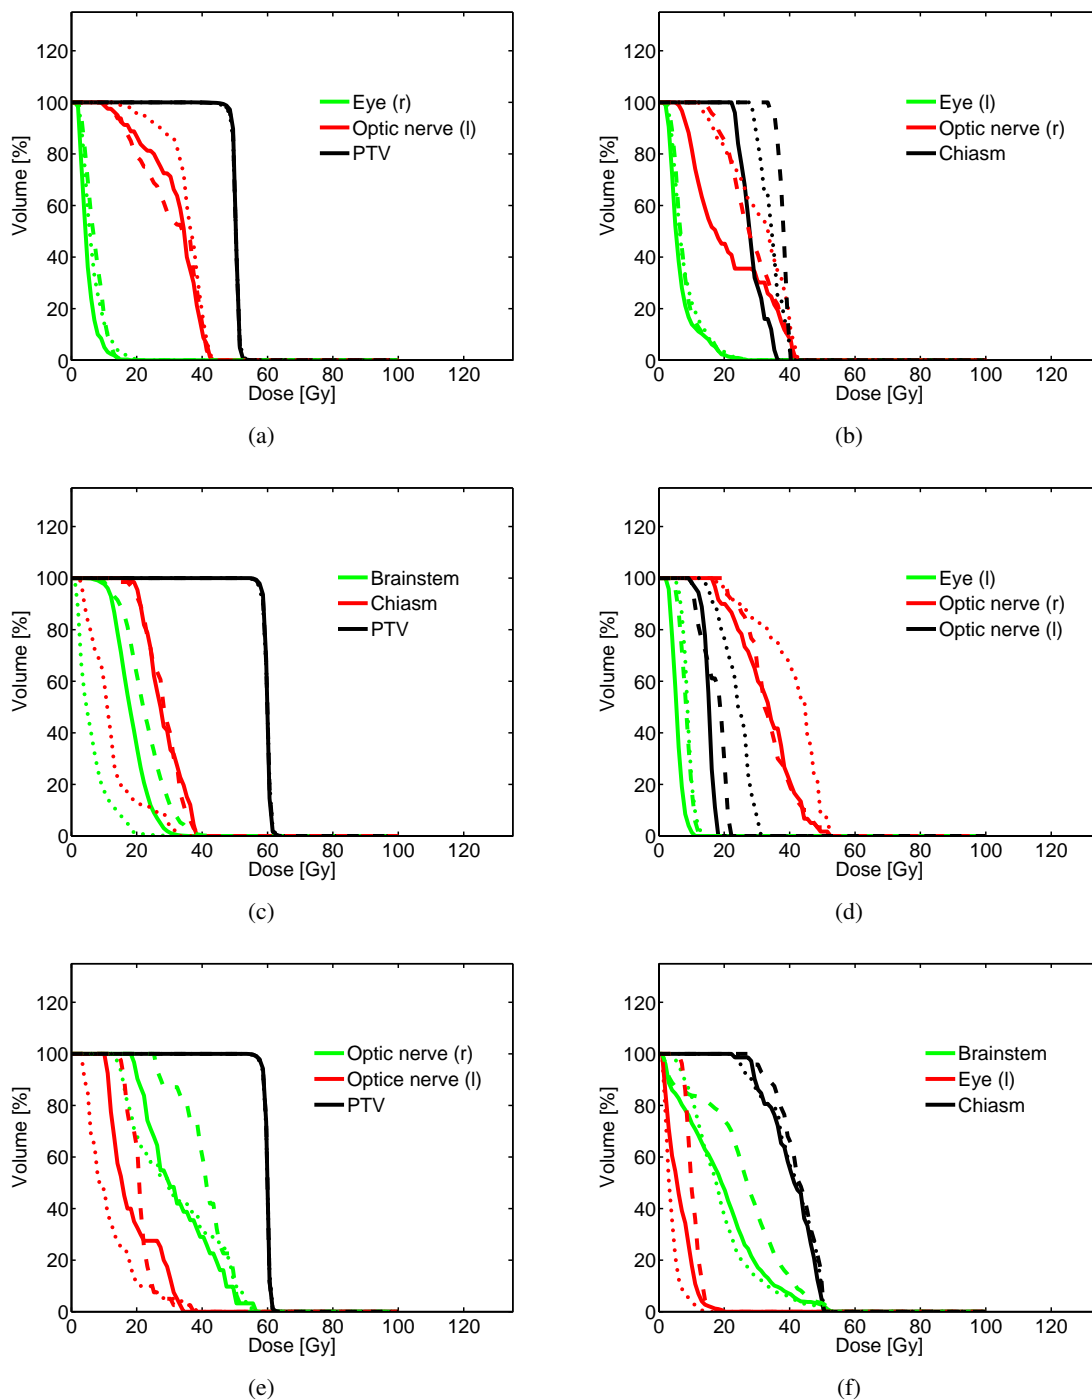 120
100
80
60
40
20
0
Volume [%]
Eye (r)
Optic nerve (l)
PTV
0 20 40 60 80 100 120
Dose [Gy]
(a)
120
100
80
60
40
20
0
Volume [%]
Eye (l)
Optic nerve (r)
Chiasm
0 20 40 60 80 100 120
Dose [Gy]
(b)
120
100
80
60
40
20
0
Volume [%]
Brainstem
Chiasm
PTV
0 20 40 60 80 100 120
Dose [Gy]
(c)
120
100
80
60
40
20
0
Volume [%]
Eye (l)
Optic nerve (r)
Optic nerve (l)
0 20 40 60 80 100 120
Dose [Gy]
(d)
120
100
80
60
40
20
0
Volume [%]
Optic nerve (r)
Optice nerve (l)
PTV
0 20 40 60 80 100 120
Dose [Gy]
(e)
120
100
80
60
40
20
0
Volume [%]
Brainstem
Eye (l)
Chiasm
0 20 40 60 80 100 120
Dose [Gy]
(f)